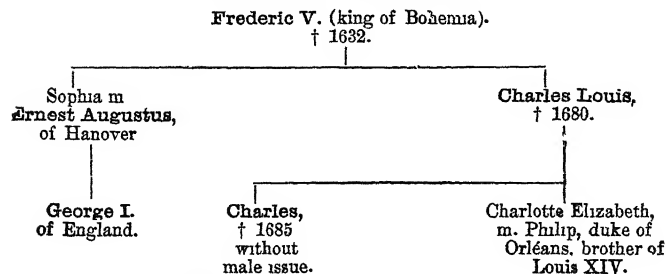 Frederic V. (king of Bohemia).
† 1632.
Sophia m
Ernest Augustus,
of Hanover
Charles Louis,
† 1680.
George I.
of England.
Charles,
† 1685
without
male issue.
Charlotte Elizabeth,
m. Philip, duke of
Orléans, brother of
Louis XIV.